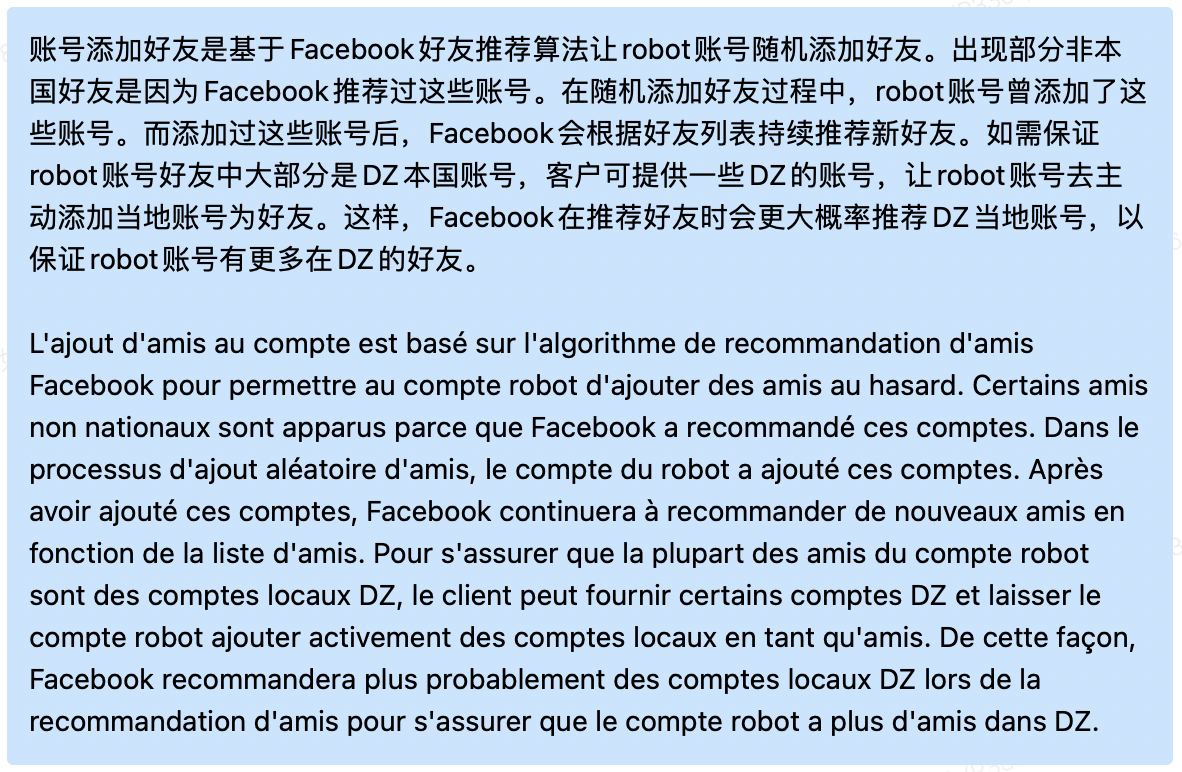 账号添加好友是基于Facebook好友推荐算法让robot账号随机添加好友。出现部分非本
国好友是因为Facebook推荐过这些账号。在随机添加好友过程中，robot账号曾添加了这
些账号。而添加过这些账号后，Facebook会根据好友列表持续推荐新好友。如需保证
robot账号好友中大部分是DZ本国账号，客户可提供一些DZ的账号，让robot账号去主
动添加当地账号为好友。这样，Facebook在推荐好友时会更大概率推荐DZ当地账号，以
保证robot账号有更多在DZ的好友。
L'ajout d'amis au compte est basé sur l'algorithme de recommandation d'amis
Facebook pour permettre au compte robot d'ajouter des amis au hasard. Certains amis
non nationaux sont apparus parce que Facebook a recommandé ces comptes. Dans le
processus d'ajout aléatoire d'amis, le compte du robot a ajouté ces comptes. Après
avoir ajouté ces comptes, Facebook continuera à recommander de nouveaux amis en
fonction de la liste d'amis. Pour s'assurer que la plupart des amis du compte robot
sont des comptes locaux DZ, le client peut fournir certains comptes DZ et laisser le
compte robot ajouter activement des comptes locaux en tant qu'amis. De cette façon,
Facebook recommandera plus probablement des comptes locaux DZ lors de la
recommandation d'amis pour s'assurer que le compte robot a plus d'amis dans DZ.